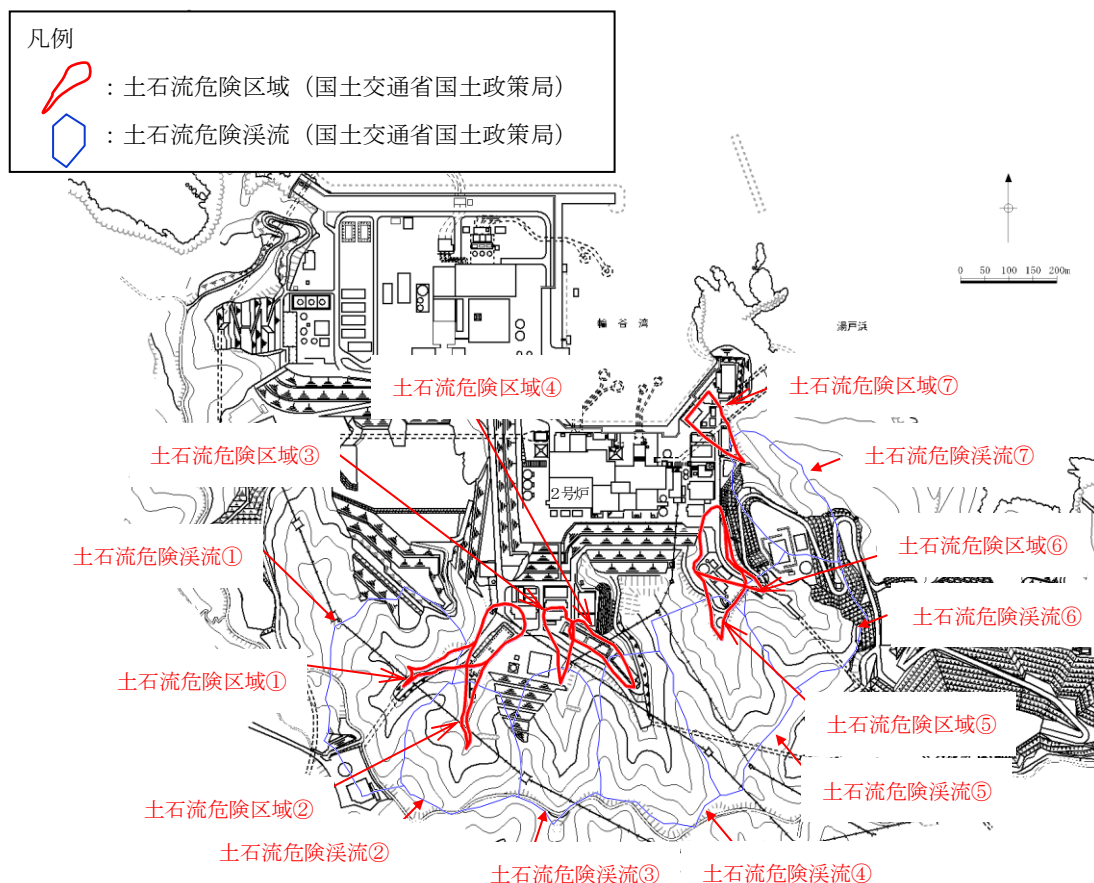 凡例
：土石流危険区域（国土交通省国土政策局）
：土石流危険渓流（国土交通省国土政策局）
0 50 100 150 200m
輪谷湾
湯戸浜
土石流危険区域④
土石流危険区域⑦
土石流危険区域③
土石流危険渓流⑦
２号炉
土石流危険渓流①
土石流危険区域⑥
土石流危険渓流⑥
土石流危険区域①
土石流危険区域⑤
土石流危険渓流⑤
土石流危険区域②
土石流危険渓流②
土石流危険渓流③
土石流危険渓流④